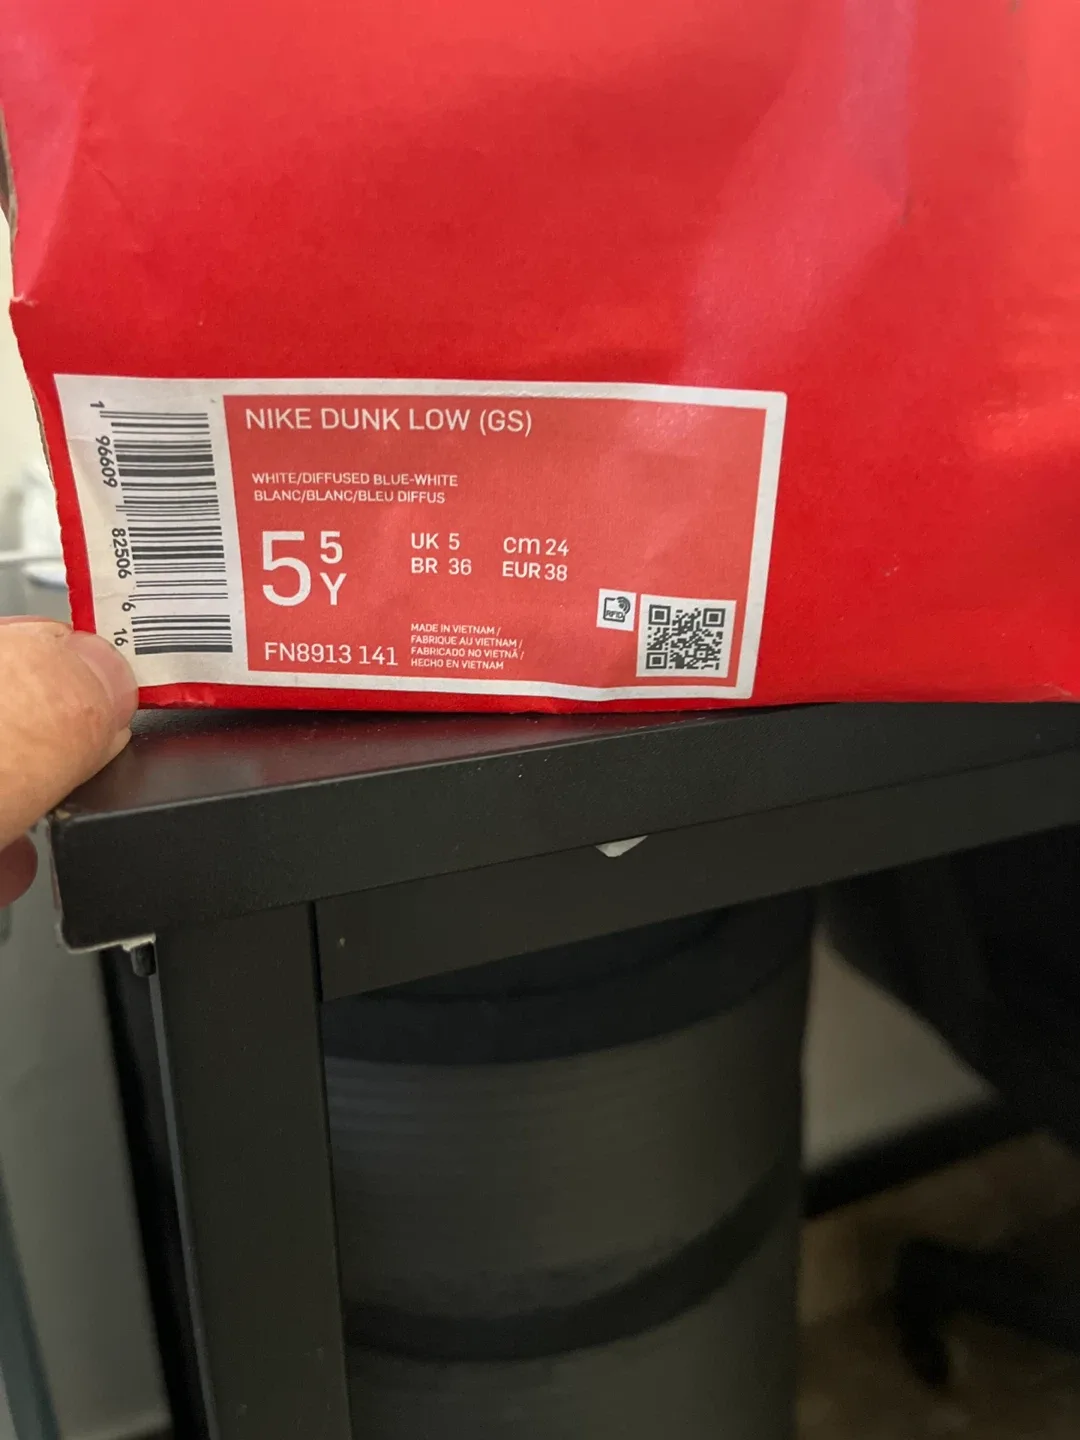 NIKE DUNK LOW (GS)
WHITE/DIFFUSED BLUE-WHITE
BLANC/BLANC/BLEU DIFFUS
5 5Y
UK 5 cm 24
BR 36 EUR 38
FN8913 141
MADE IN VIETNAM /
FABRIQUE AU VIETNAM /
FABRICADO NO VIETNÃ /
HECHO EN VIETNAM
RFID
1 96609 82506 6 16